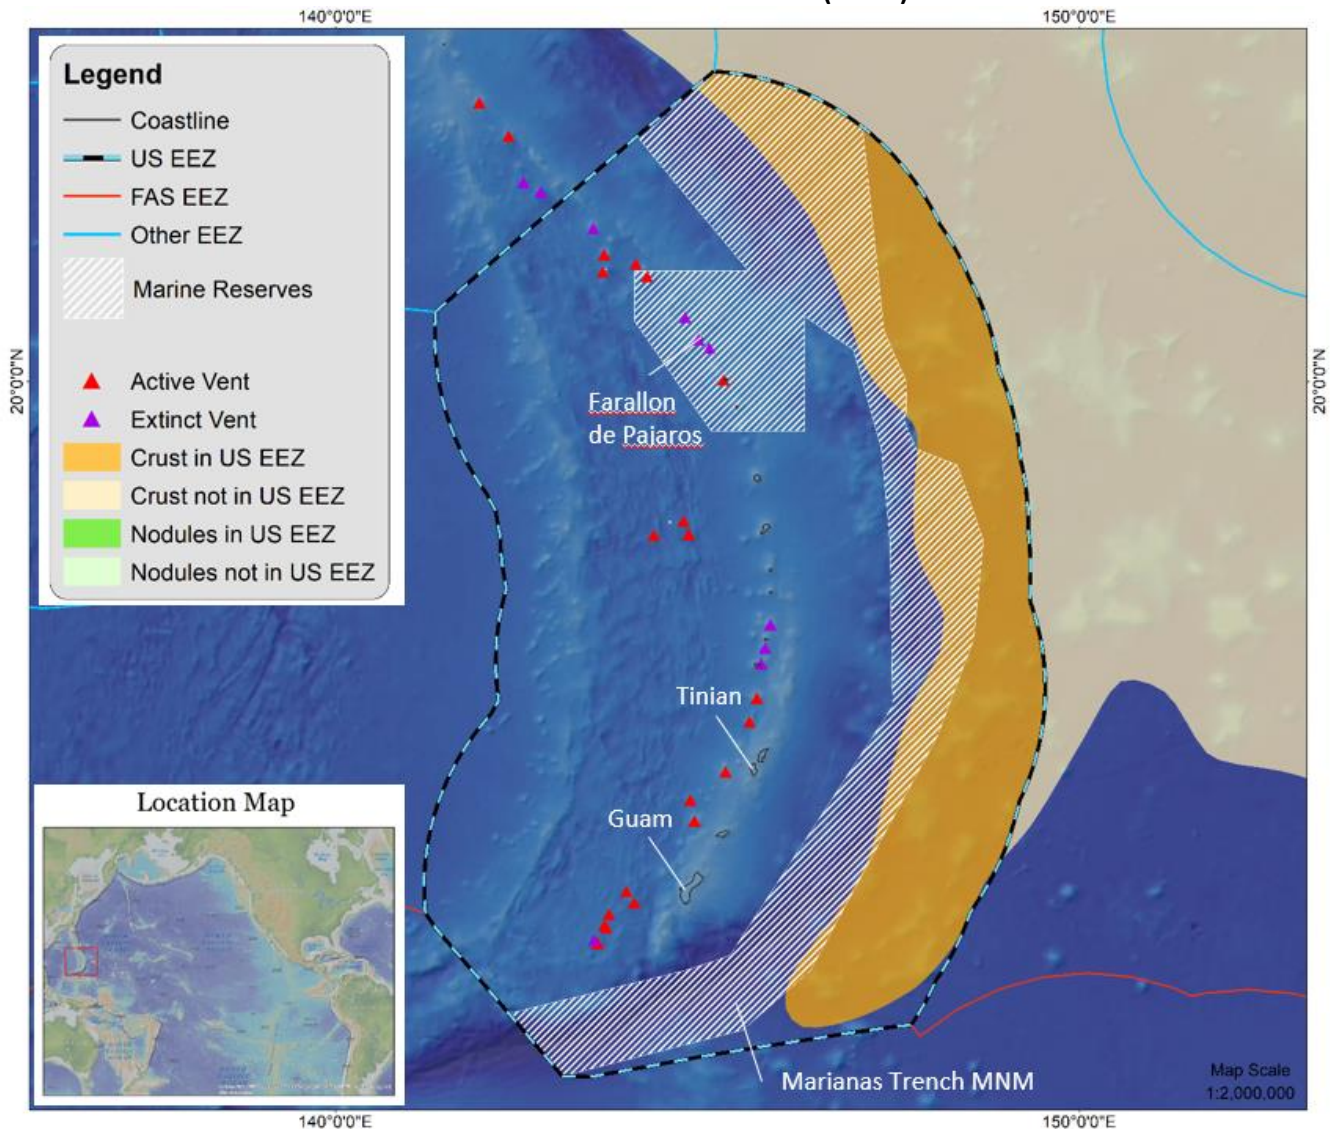 140°0'0"E
150°0'0"E
Legend
Coastline
US EEZ
FAS EEZ
Other EEZ
Marine Reserves
Active Vent
Extinct Vent
Crust in US EEZ
Crust not in US EEZ
Nodules in US EEZ
Nodules not in US EEZ
20°0'0"N
20°0'0"N
Farallon
de Pajaros
Tinian
Guam
Location Map
Marianas Trench MNM
Map Scale
1:2,000,000
140°0'0"E
150°0'0"E